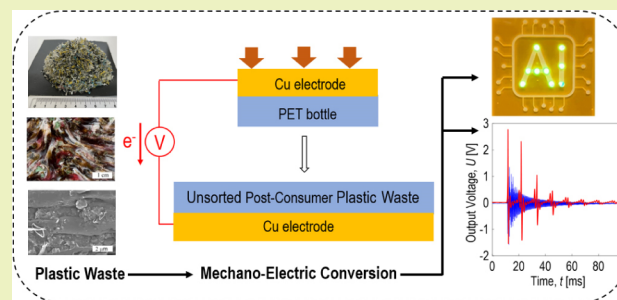 Cu electrode
PET bottle
e-
V
Unsorted Post-Consumer Plastic Waste
Cu electrode
1 cm
2 μm
AI
Output Voltage, U [V]
3
2
1
0
-1
-2
0 20 40 60 80
Time, t [ms]
Plastic Waste
Mechano-Electric Conversion